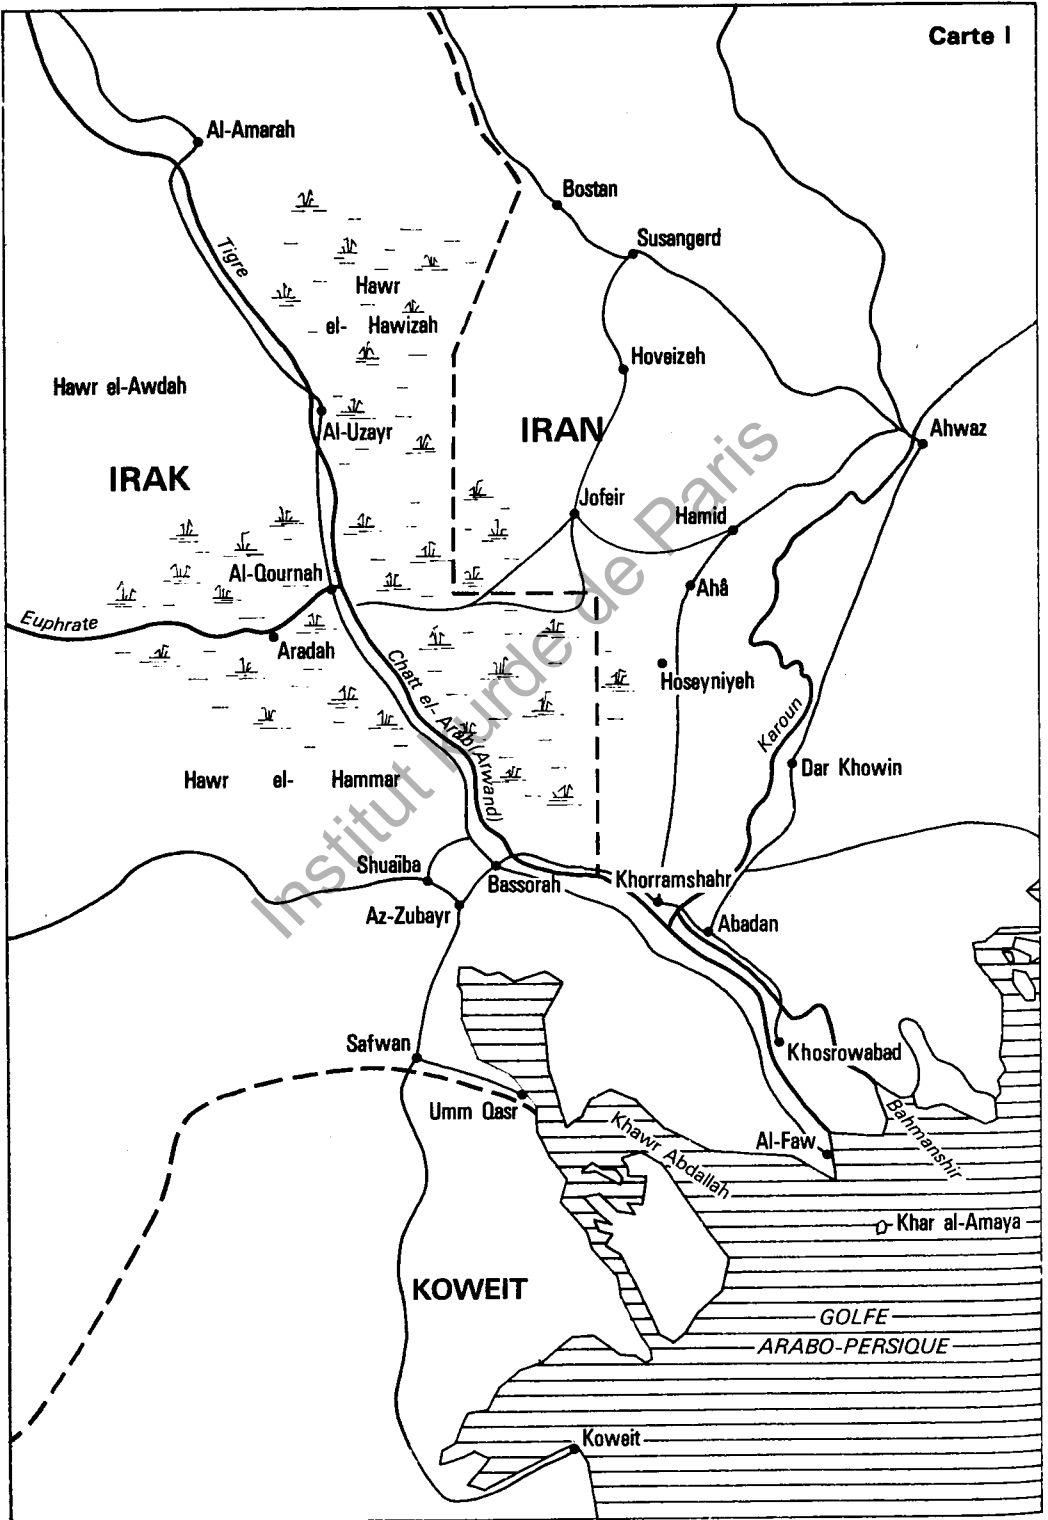 Carte I
Al-Amarah
Bostan
Susangerd
Tigre
Hawr
el- Hawizah
Hoveizeh
Hawr el-Awdah
Al-Uzayr
IRAN
Ahwaz
IRAK
Jofeir
Hamid
Al-Qournah
Ahâ
Euphrate
Aradah
Hoseyniyeh
Chatt el-Arab (Arwand)
Karoun
Dar Khowin
Hawr el- Hammar
Shuaïba
Bassorah
Khorramshahr
Az-Zubayr
Abadan
Safwan
Khosrowabad
Umm Qasr
Khawr Abdallah
Al-Faw
Bahmanshir
Khar al-Amaya
KOWEIT
GOLFE
ARABO-PERSIQUE
Koweit
Institut kurde de Paris